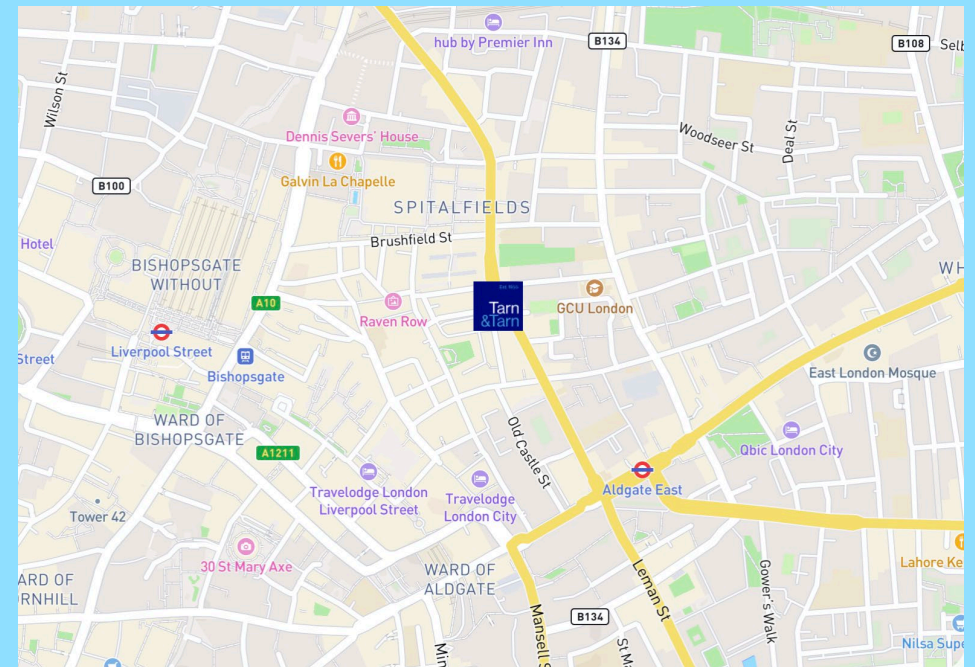 hub by Premier Inn
B134
B108
Wilson St
Dennis Severs' House
Woodseer St
Deal St
Galvin La Chapelle
B100
SPITALFIELDS
Brushfield St
Hotel
BISHOPSGATE
WITHOUT
WH
A10
Tarn
&Tarn
GCU London
Raven Row
Liverpool Street
Street
Bishopsgate
East London Mosque
WARD OF
BISHOPSGATE
A1211
Old Castle St
Qbic London City
Travelodge London
Liverpool Street
Travelodge
London City
Aldgate East
Tower 42
30 St Mary Axe
WARD OF
ALDGATE
ARD OF
RNHILL
Leman St
Gower's Walk
Lahore Ke
B134
Mansell S
Min
St M
Nilsa Supe